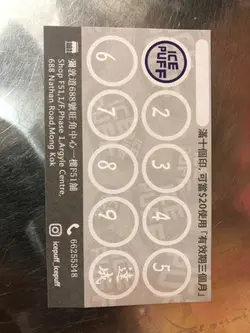 滿十個印, 可當$20使用「有效期三個月」
ICE PUFF
2
3
4
5
6
7
8
9
達成
彌敦道688號旺角中心一樓F51舖
Shop F51,1/F,Phase 1,Argyle Centre,
688 Nathan Road,Mong Kok
66255348
icepuff_icepuff